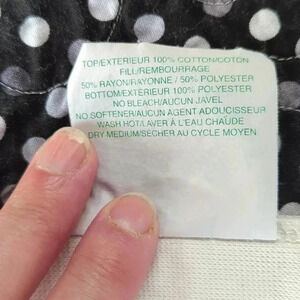 TOP/EXTERIEUR 100% COTTON/COTON
FILL/REMBOURRAGE
50% RAYON/RAYONNE / 50% POLYESTER
BOTTOM/EXTÉRIEUR 100% POLYESTER
NO BLEACH/AUCUN JAVEL
NO SOFTENER/AUCUN AGENT ADOUCISSEUR
WASH HOT/LAVER À L'EAU CHAUDE
DRY MEDIUM/SÉCHER AU CYCLE MOYEN